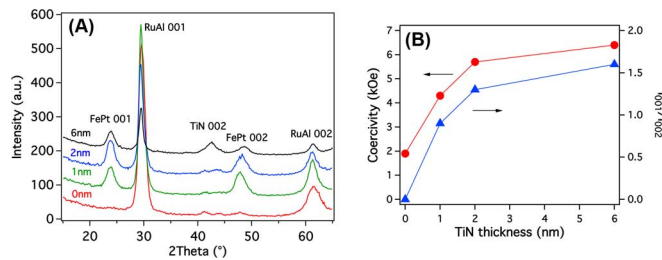 (A)
RuAl 001
FePt 001
TiN 002
FePt 002
RuAl 002
6nm
2nm
1nm
0nm
600
500
400
300
200
100
0
20
30
40
50
60
Intensity (a.u.)
2Theta (°)
(B)
7
6
5
4
3
2
1
0
Coercivity (kOe)
2.0
1.5
1.0
0.5
0.0
I001/I002
0
1
2
3
4
5
6
TiN thickness (nm)